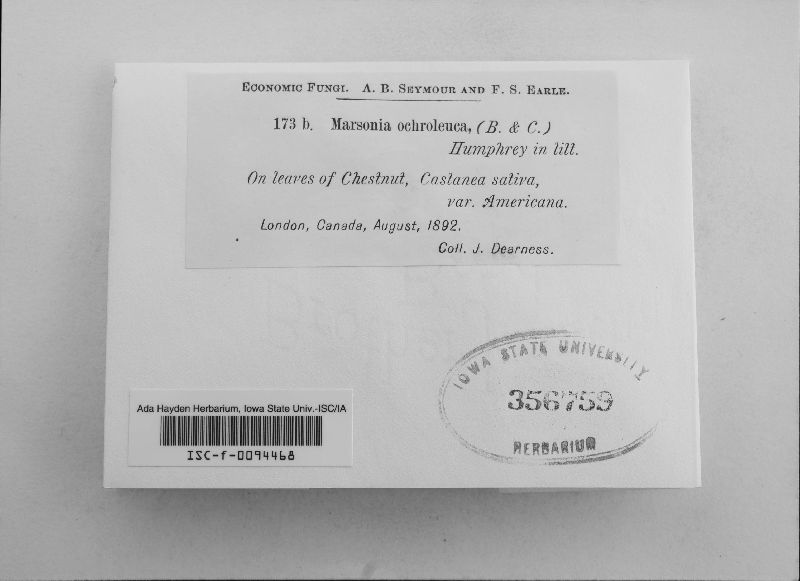 ECONOMIC FUNGI. A. B. SEYMOUR AND F. S. EARLE.
173 b. Marsonia ochroleuca, (B. & C.)
Humphrey in litt.
On leaves of Chestnut, Castanea sativa,
var. Americana.
London, Canada, August, 1892.
Coll. J. Dearness.
IOWA STATE UNIVERSITY
356759
HERBARIUM
Ada Hayden Herbarium, Iowa State Univ.-ISC/IA
ISC-f-0094468